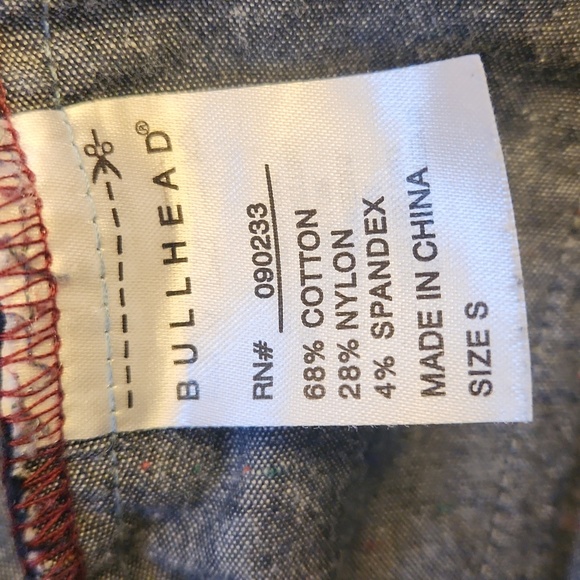 BULLHEAD®
RN# 090233
68% COTTON
28% NYLON
4% SPANDEX
MADE IN CHINA
SIZE S